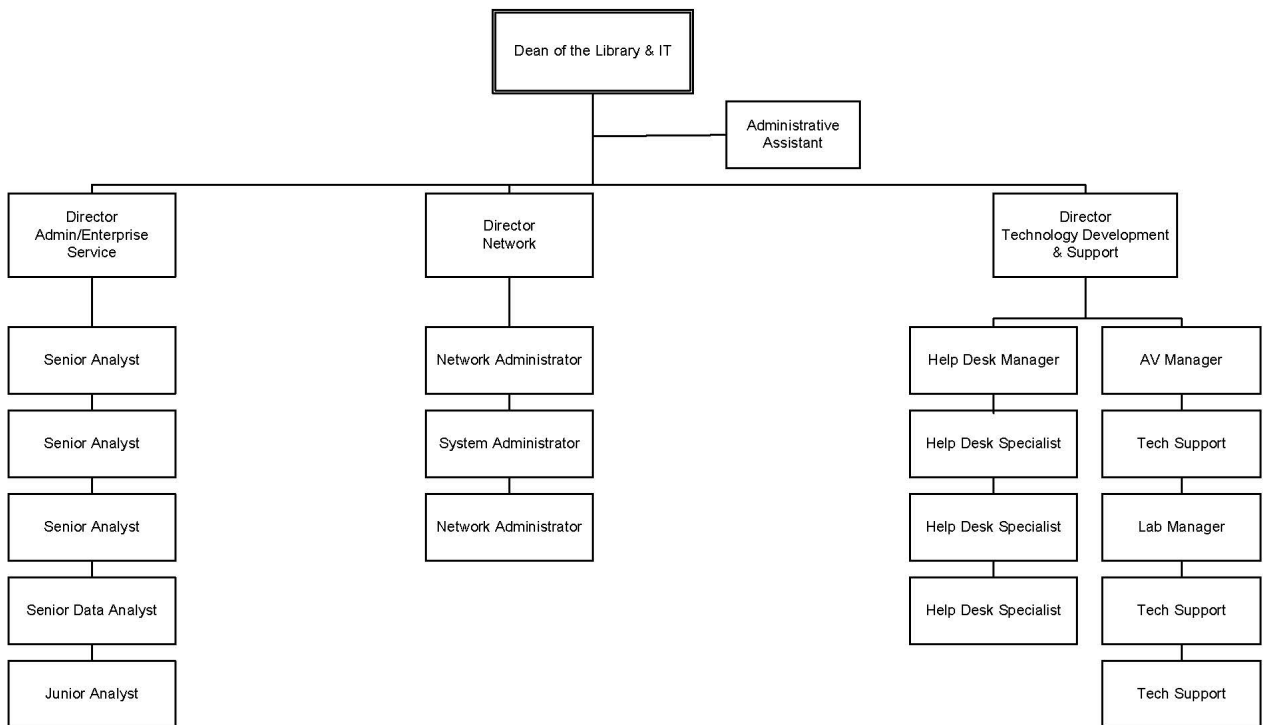 Dean of the Library & IT
Administrative
Assistant
Director
Admin/Enterprise
Service
Director
Network
Director
Technology Development
& Support
Senior Analyst
Network Administrator
Help Desk Manager
AV Manager
Senior Analyst
System Administrator
Help Desk Specialist
Tech Support
Senior Analyst
Network Administrator
Help Desk Specialist
Lab Manager
Senior Data Analyst
Help Desk Specialist
Tech Support
Junior Analyst
Tech Support